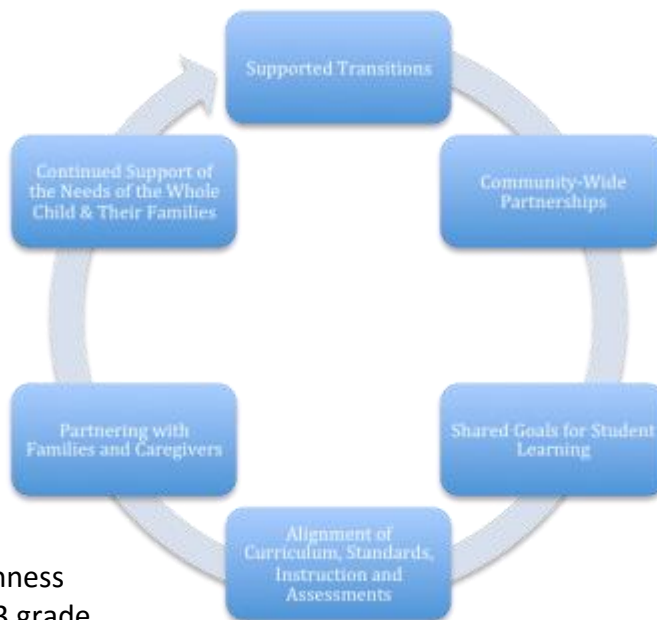 Supported Transitions
Community-Wide
Partnerships
Shared Goals for Student
Learning
Alignment of
Curriculum, Standards,
Instruction and
Assessments
Partnering with
Families and Caregivers
Continued Support of
the Needs of the Whole
Child & Their Families
grade